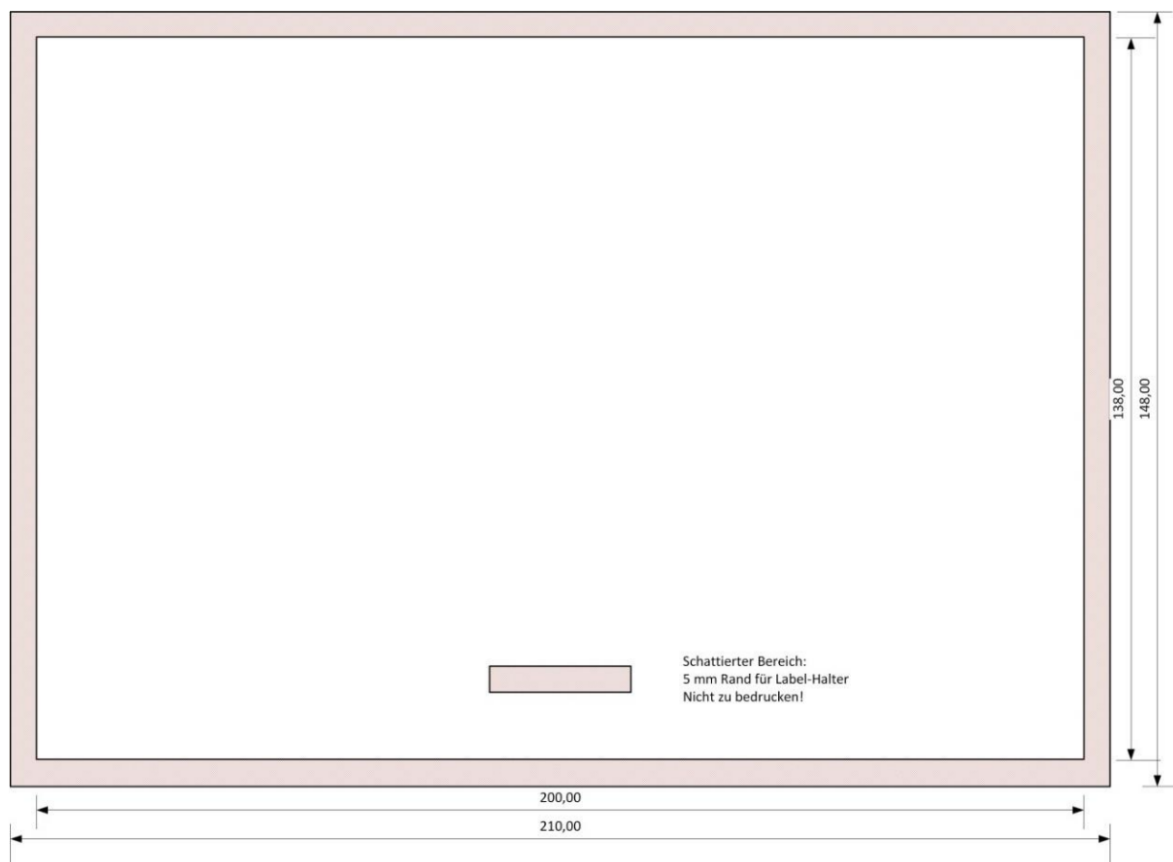 138,00
148,00
Schattierter Bereich:
5 mm Rand für Label-Halter
Nicht zu bedrucken!
200,00
210,00